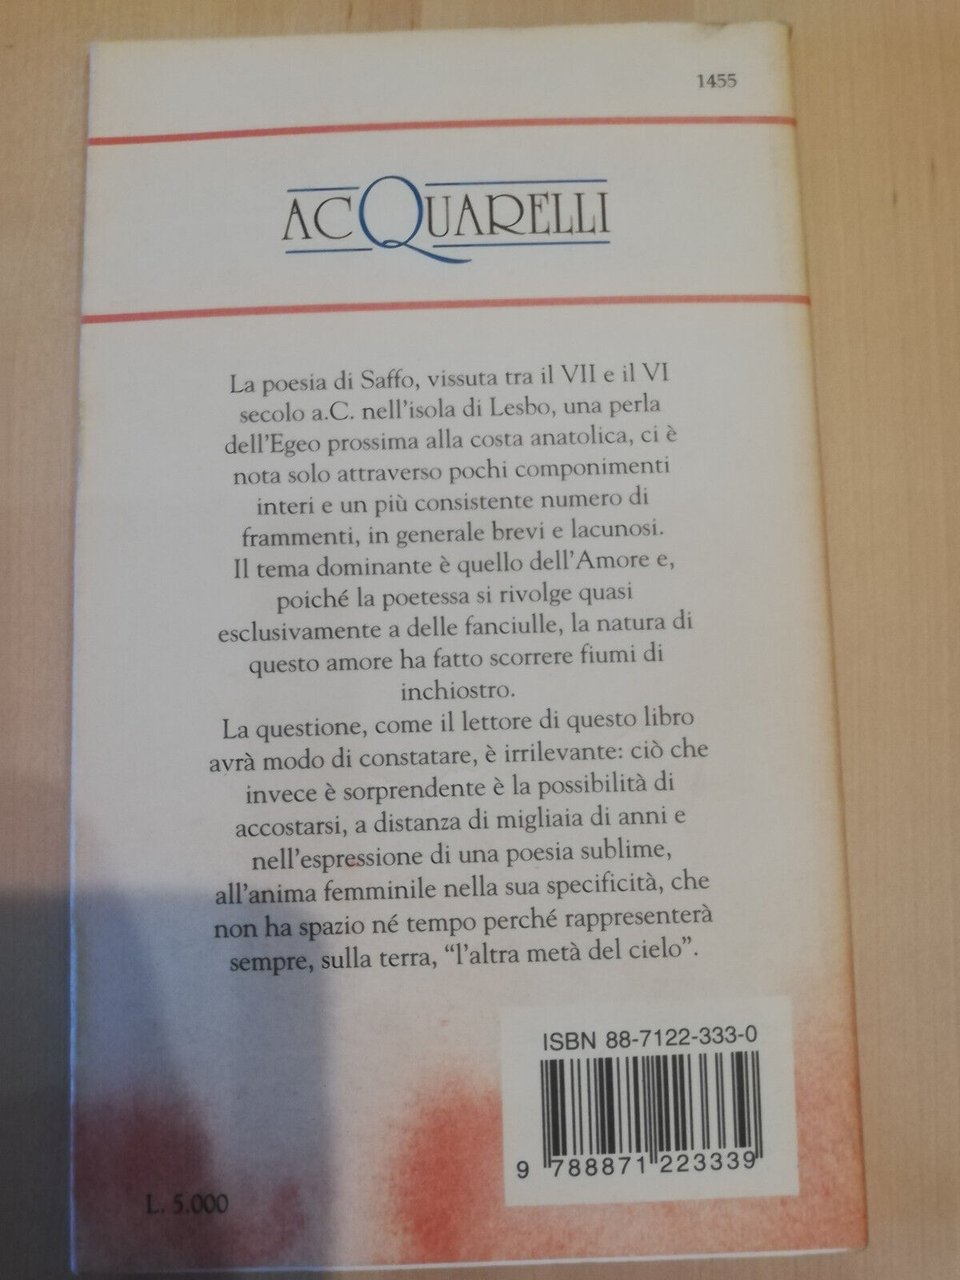 1455
ACQUARELLI
La poesia di Saffo, vissuta tra il VII e il VI
secolo a.C. nell'isola di Lesbo, una perla
dell'Egeo prossima alla costa anatolica, ci è
nota solo attraverso pochi componimenti
interi e un più consistente numero di
frammenti, in generale brevi e lacunosi.
Il tema dominante è quello dell'Amore e,
poiché la poetessa si rivolge quasi
esclusivamente a delle fanciulle, la natura di
questo amore ha fatto scorrere fiumi di
inchiostro.
La questione, come il lettore di questo libro
avrà modo di constatare, è irrilevante: ciò che
invece è sorprendente è la possibilità di
accostarsi, a distanza di migliaia di anni e
nell'espressione di una poesia sublime,
all'anima femminile nella sua specificità, che
non ha spazio né tempo perché rappresenterà
sempre, sulla terra, “l'altra metà del cielo”.
ISBN 88-7122-333-0
9 788871 223339
L. 5.000